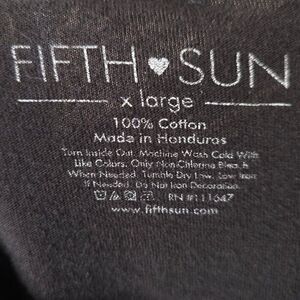 FIFTH♥SUN
x large
100% Cotton
Made in Honduras
Turn Inside Out. Machine Wash Cold With
Like Colors. Only Non-Chlorine Bleach
When Needed. Tumble Dry Low. Low Iron
If Needed. Do Not Iron Decoration.
RN #111647
www.fifthsun.com